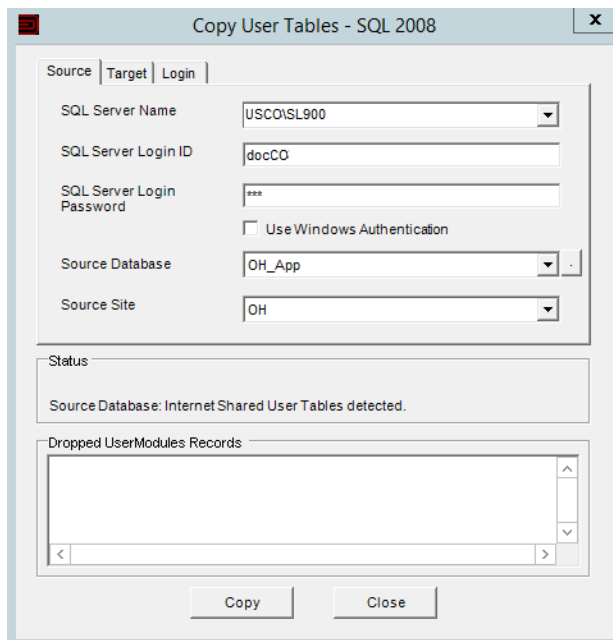 Copy User Tables - SQL 2008
x
Source Target Login
SQL Server Name
USCO\SL900
SQL Server Login ID
docCO
SQL Server Login
Password
***
Use Windows Authentication
Source Database
OH_App
.
Source Site
OH
Status
Source Database: Internet Shared User Tables detected.
Dropped UserModules Records
Copy Close